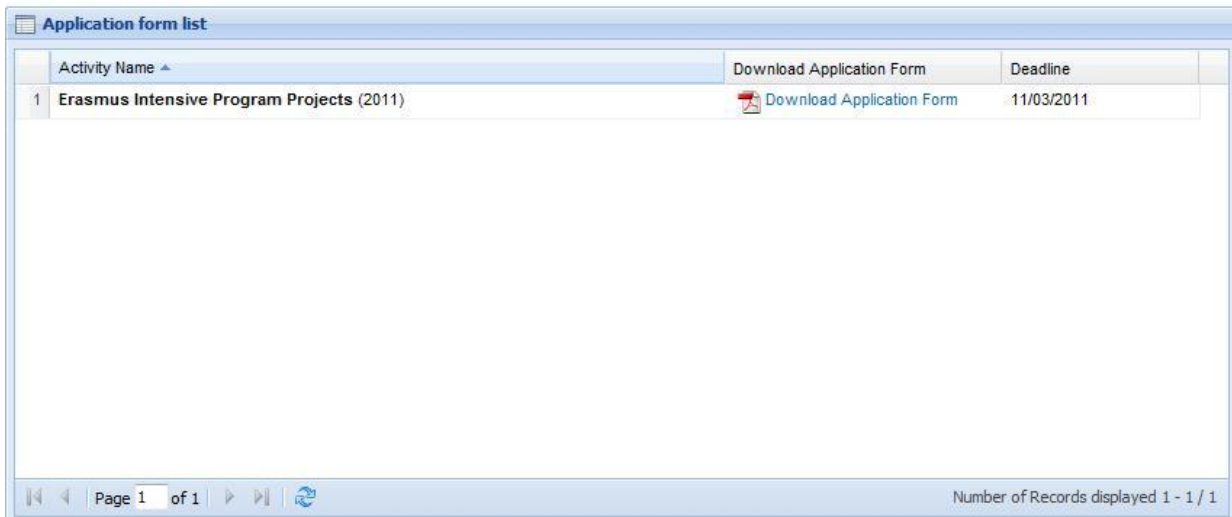 Application form list
Activity Name Download Application Form Deadline
1 Erasmus Intensive Program Projects (2011) Download Application Form 11/03/2011
Page 1 of 1 Number of Records displayed 1 - 1 / 1